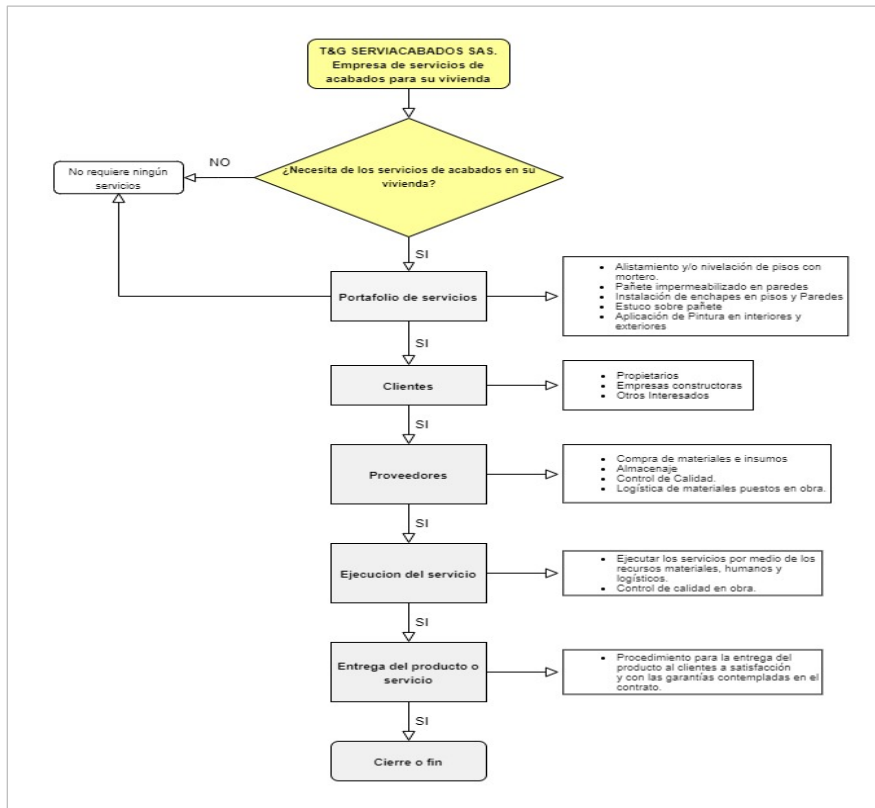 T&G SERVIACABADOS SAS.
Empresa de servicios de
acabados para su vivienda
¿Necesita de los servicios de acabados en su
vivienda?
NO
No requiere ningún
servicios
SI
Portafolio de servicios
• Alistamiento y/o nivelación de pisos con
mortero.
• Pañete impermeabilizado en paredes
• Instalación de enchapes en pisos y Paredes
• Estuco sobre pañete
• Aplicación de Pintura en interiores y
exteriores
SI
Clientes
• Propietarios
• Empresas constructoras
• Otros Interesados
SI
Proveedores
• Compra de materiales e insumos
• Almacenaje
• Control de Calidad.
• Logística de materiales puestos en obra.
SI
Ejecucion del servicio
• Ejecutar los servicios por medio de los
recursos materiales, humanos y
logísticos.
• Control de calidad en obra.
SI
Entrega del producto o
servicio
• Procedimiento para la entrega del
producto al clientes a satisfacción
y con las garantías contempladas en el
contrato.
SI
Cierre o fin